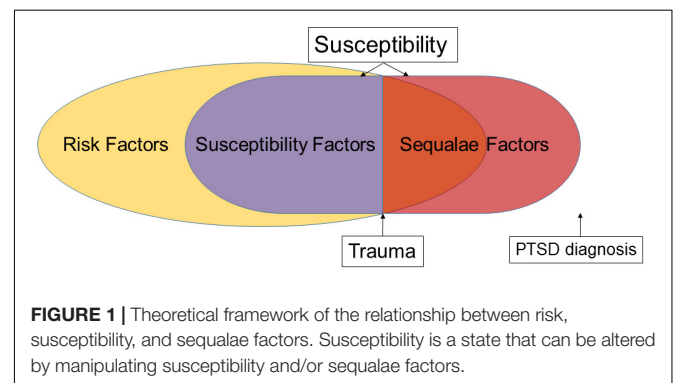 Susceptibility
Risk Factors
Susceptibility Factors
Sequalae Factors
Trauma
PTSD diagnosis
FIGURE 1 | Theoretical framework of the relationship between risk,
susceptibility, and sequalae factors. Susceptibility is a state that can be altered
by manipulating susceptibility and/or sequalae factors.